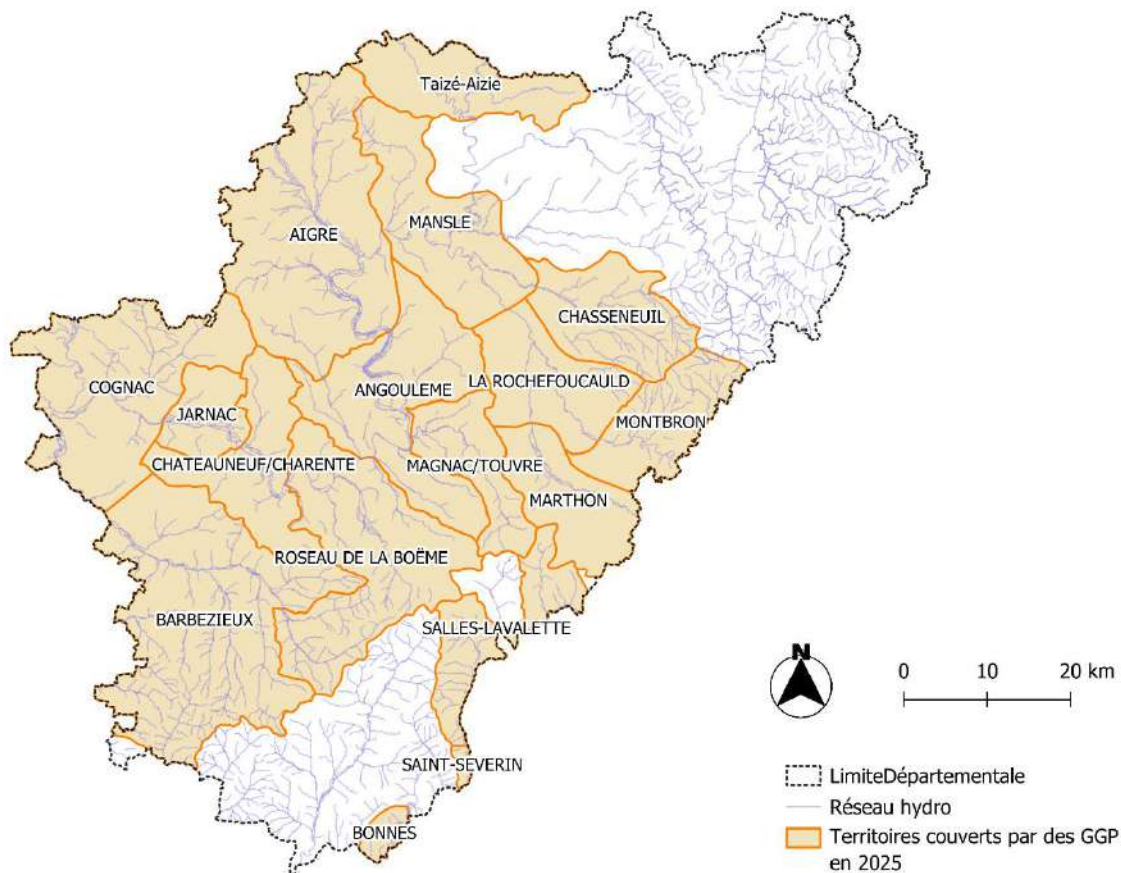 Taizé-Aizie
MANSLE
AIGRE
CHASSENEUIL
COGNAC
JARNAC
ANGOULEME
LA ROCHEFOUCAULD
MONTBRON
CHATEAUNEUF/CHARENTE
MAGNAC/TOUVRE
MARTHON
ROSEAU DE LA BOËME
BARBEZIEUX
SALLES-LAVALETTE
SAINT-SEVERIN
BONNES
N
0 10 20 km
LimiteDépartementale
Réseau hydro
Territoires couverts par des GGP
en 2025